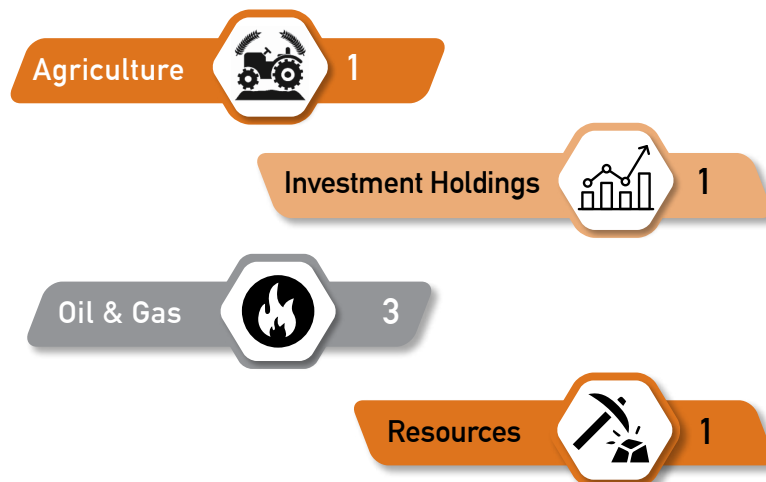 Agriculture 1
Investment Holdings 1
Oil & Gas 3
Resources 1